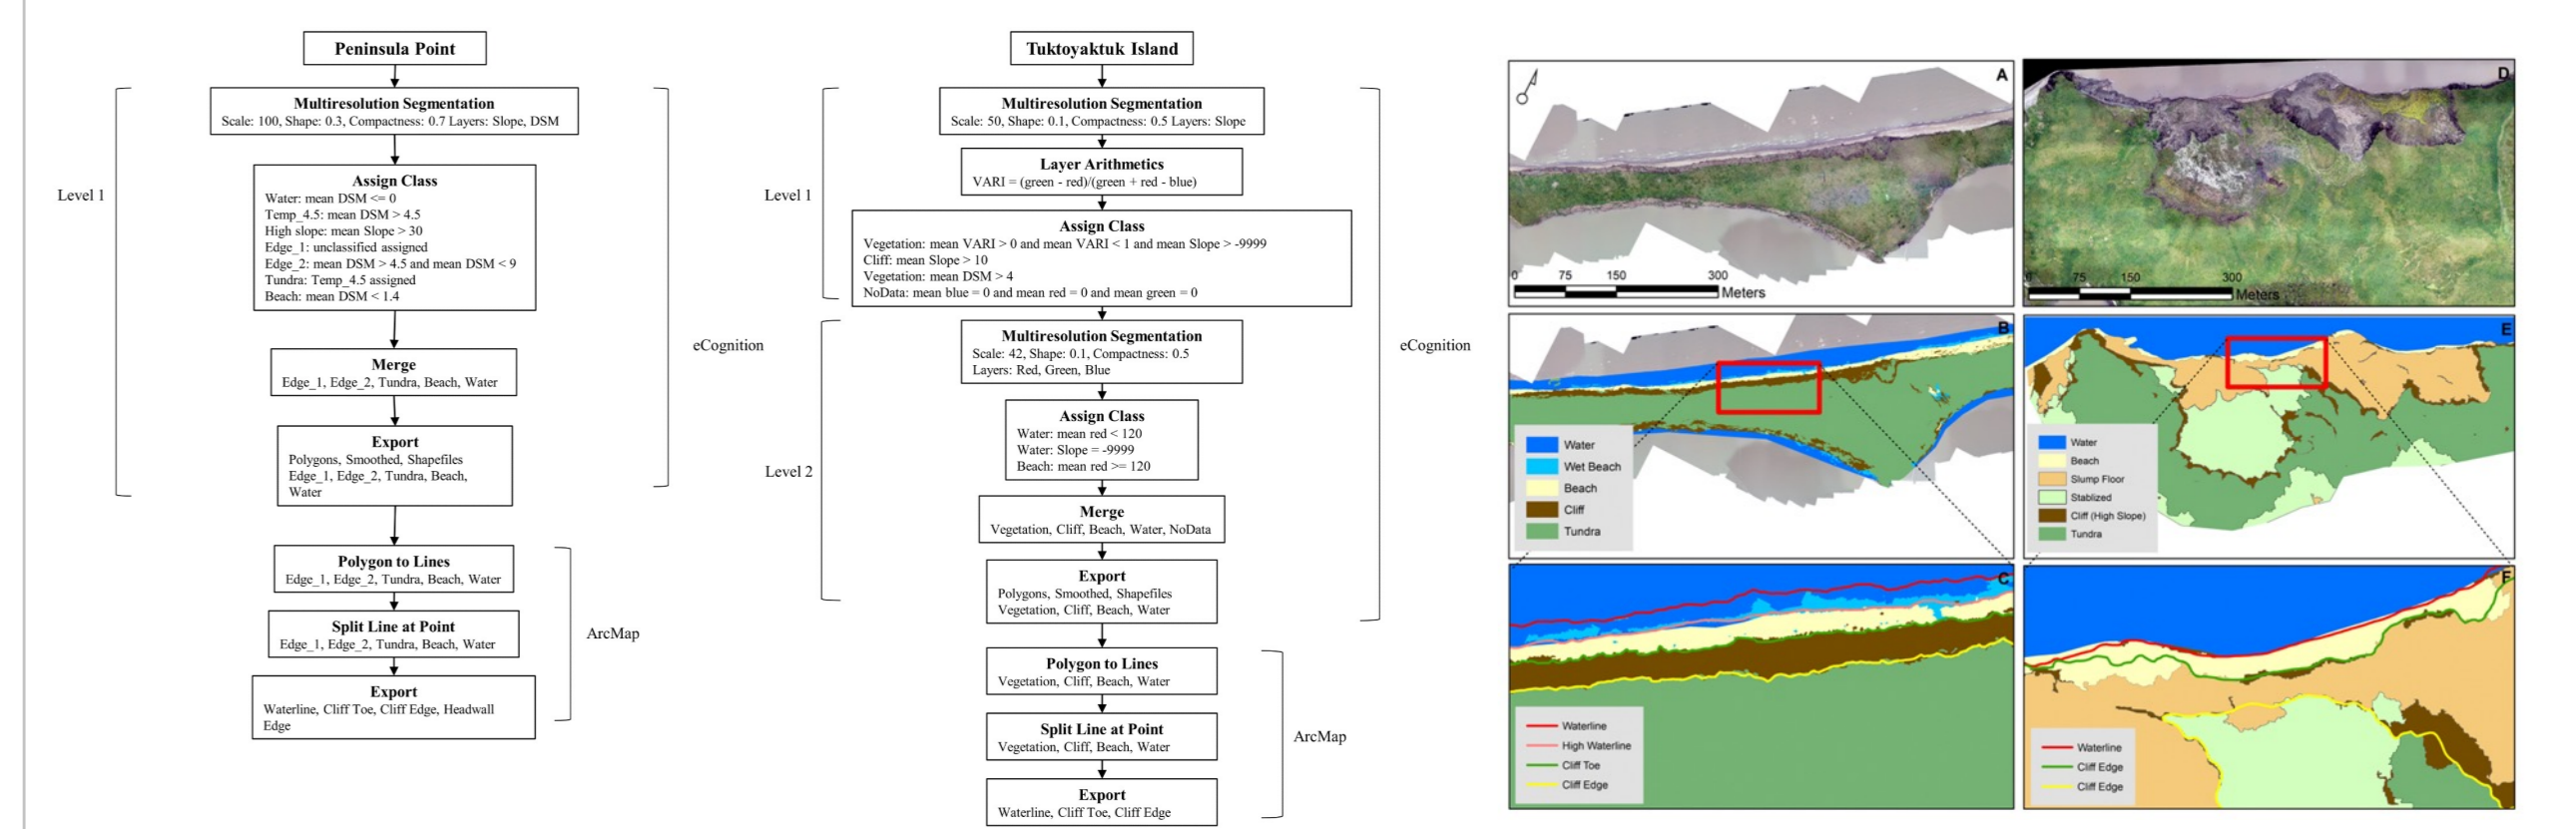 Peninsula Point
Multiresolution Segmentation
Scale: 100, Shape: 0.3, Compactness: 0.7 Layers: Slope, DSM
Level 1
Assign Class
Water: mean DSM <= 0
Temp_4.5: mean DSM > 4.5
High slope: mean Slope > 30
Edge_1: unclassified assigned
Edge_2: mean DSM > 4.5 and mean DSM < 9
Tundra: Temp_4.5 assigned
Beach: mean DSM < 1.4
Merge
Edge_1, Edge_2, Tundra, Beach, Water
eCognition
Export
Polygons, Smoothed, Shapefiles
Edge_1, Edge_2, Tundra, Beach,
Water
Polygon to Lines
Edge_1, Edge_2, Tundra, Beach, Water
Split Line at Point
Edge_1, Edge_2, Tundra, Beach, Water
ArcMap
Export
Waterline, Cliff Toe, Cliff Edge, Headwall
Edge
Tuktoyaktuk Island
Multiresolution Segmentation
Scale: 50, Shape: 0.1, Compactness: 0.5 Layers: Slope
Layer Arithmetics
VARI = (green - red)/(green + red - blue)
Level 1
Assign Class
Vegetation: mean VARI > 0 and mean VARI < 1 and mean Slope > -9999
Cliff: mean Slope > 10
Vegetation: mean DSM > 4
NoData: mean blue = 0 and mean red = 0 and mean green = 0
Multiresolution Segmentation
Scale: 42, Shape: 0.1, Compactness: 0.5
Layers: Red, Green, Blue
eCognition
Assign Class
Water: mean red < 120
Water: Slope = -9999
Beach: mean red >= 120
Level 2
Merge
Vegetation, Cliff, Beach, Water, NoData
Export
Polygons, Smoothed, Shapefiles
Vegetation, Cliff, Beach, Water
Polygon to Lines
Vegetation, Cliff, Beach, Water
Split Line at Point
Vegetation, Cliff, Beach, Water
ArcMap
Export
Waterline, Cliff Toe, Cliff Edge
A
0 75 150 300
Meters
D
0 75 150 300
Meters
B
Water
Wet Beach
Beach
Cliff
Tundra
E
Water
Beach
Slump Floor
Stablized
Cliff (High Slope)
Tundra
C
Waterline
High Waterline
Cliff Toe
Cliff Edge
F
Waterline
Cliff Edge
Cliff Edge